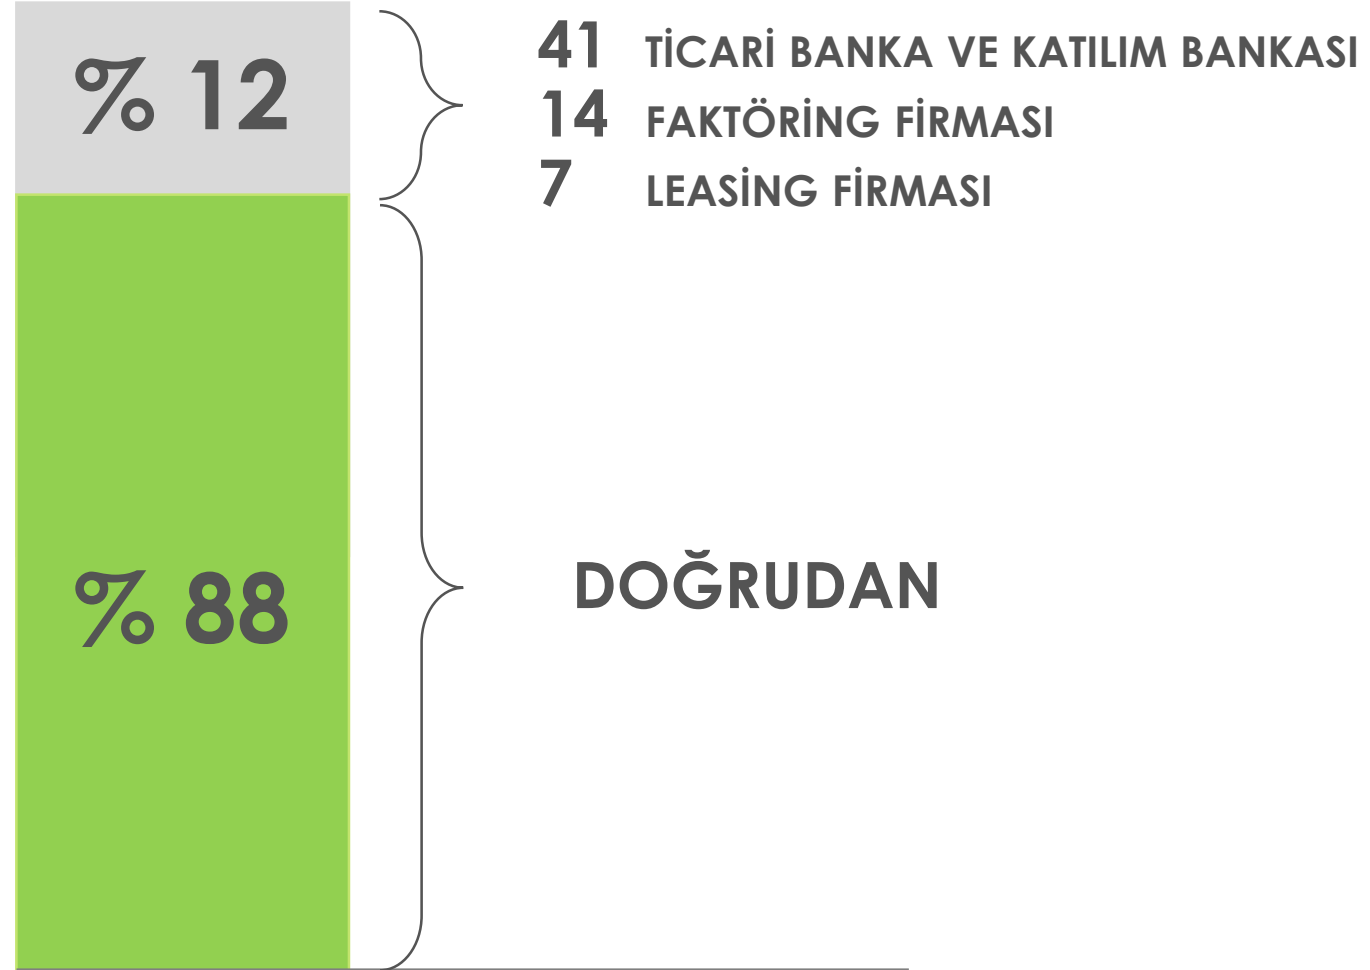 % 12
41 TİCARİ BANKA VE KATILIM BANKASI
14 FAKTÖRİNG FİRMASI
7 LEASİNG FİRMASI
% 88
DOĞRUDAN